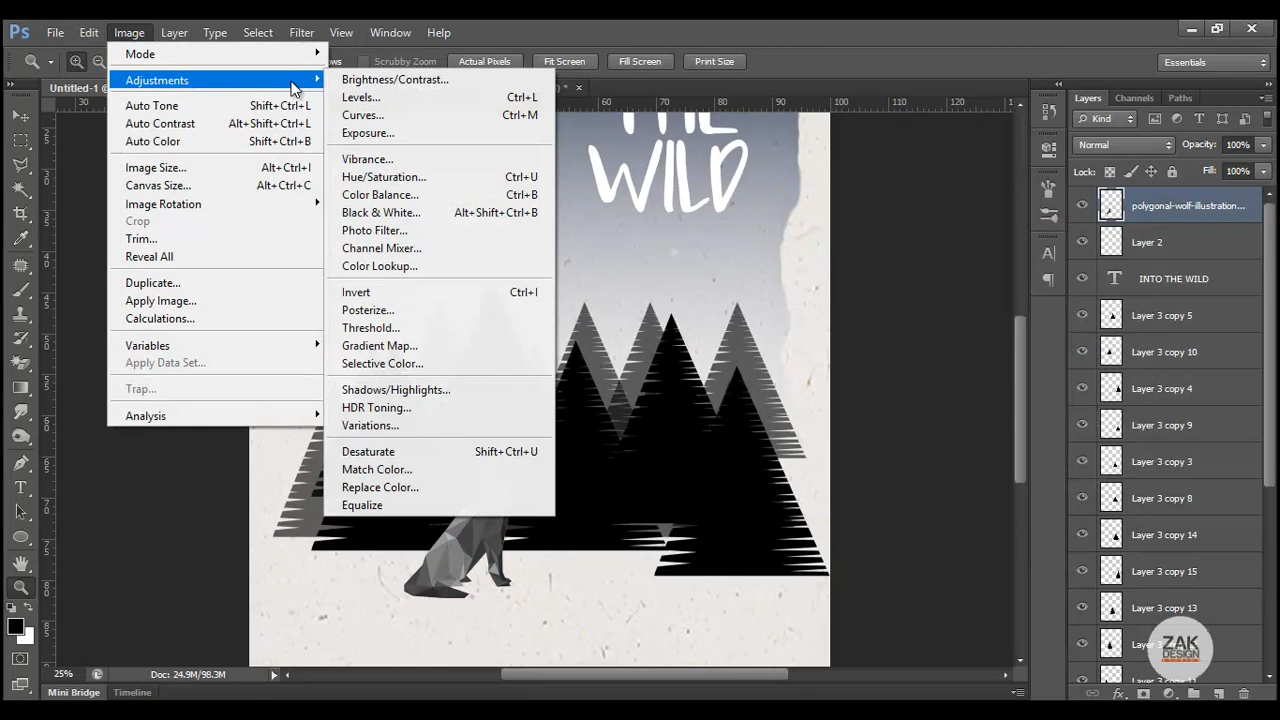 Ps File Edit Image Layer Type Select Filter View Window Help
Scrubby Zoom Actual Pixels Fit Screen Fill Screen Print Size Essentials
Untitled-1 @ * ×
30 60 70 80 90 100
Mode
Adjustments
Auto Tone Shift+Ctrl+L
Auto Contrast Alt+Shift+Ctrl+L
Auto Color Shift+Ctrl+B
Image Size... Alt+Ctrl+I
Canvas Size... Alt+Ctrl+C
Image Rotation
Crop
Trim...
Reveal All
Duplicate...
Apply Image...
Calculations...
Variables
Apply Data Set...
Trap...
Analysis
Brightness/Contrast...
Levels... Ctrl+L
Curves... Ctrl+M
Exposure...
Vibrance...
Hue/Saturation... Ctrl+U
Color Balance... Ctrl+B
Black & White... Alt+Shift+Ctrl+B
Photo Filter...
Channel Mixer...
Color Lookup...
Invert Ctrl+I
Posterize...
Threshold...
Gradient Map...
Selective Color...
Shadows/Highlights...
HDR Toning...
Variations...
Desaturate Shift+Ctrl+U
Match Color...
Replace Color...
Equalize
THE
WILD
Layers Channels Paths
Kind
Normal Opacity: 100%
Lock: Fill: 100%
polygonal-wolf-illustration...
Layer 2
T INTO THE WILD
Layer 3 copy 5
Layer 3 copy 10
Layer 3 copy 4
Layer 3 copy 9
Layer 3 copy 3
Layer 3 copy 8
Layer 3 copy 14
Layer 3 copy 15
Layer 3 copy 13
ZAK
DESIGN
25% Doc: 24.9M/98.3M
Mini Bridge Timeline